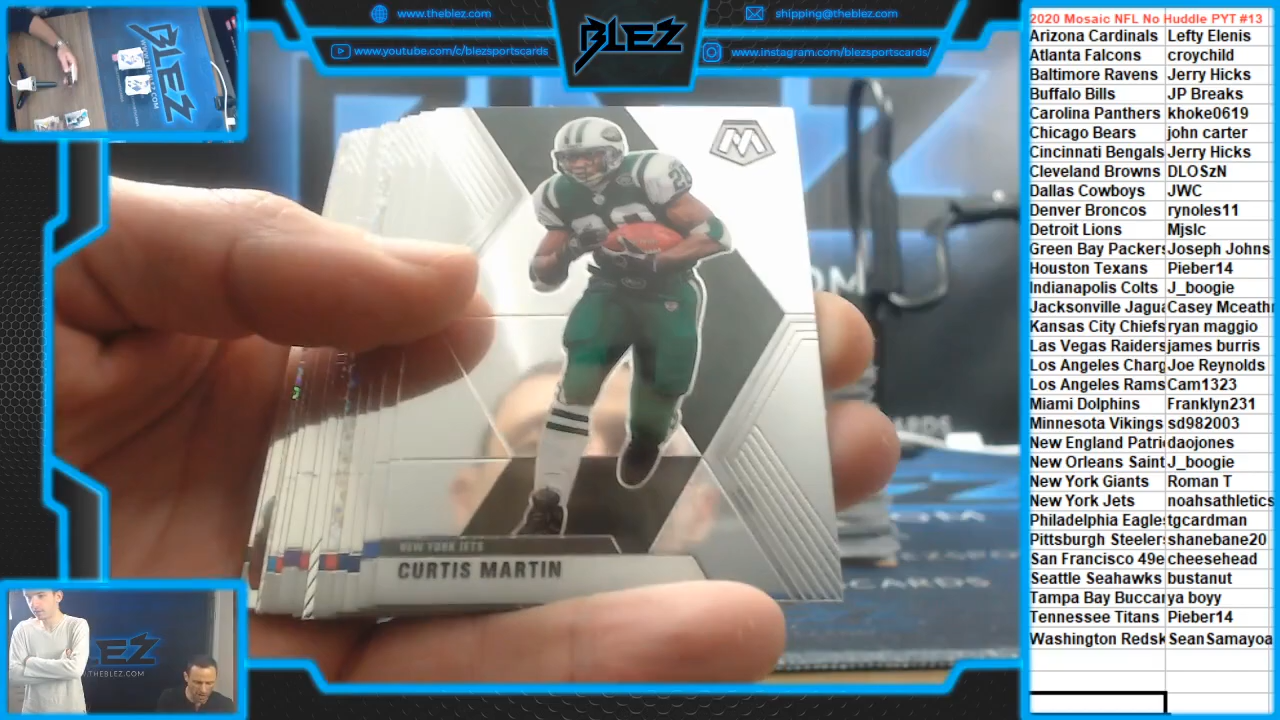 www.theblez.com
www.youtube.com/c/blezsportscards
BLEZ
shipping@theblez.com
www.instagram.com/blezsportscards/
2020 Mosaic NFL No Huddle PYT #13
Arizona Cardinals Lefty Elenis
Atlanta Falcons croychild
Baltimore Ravens Jerry Hicks
Buffalo Bills JP Breaks
Carolina Panthers khoke0619
Chicago Bears john carter
Cincinnati Bengals Jerry Hicks
Cleveland Browns DLOSzN
Dallas Cowboys JWC
Denver Broncos rynoles11
Detroit Lions Mjslc
Green Bay Packers Joseph Johns
Houston Texans Pieber14
Indianapolis Colts J_boogie
Jacksonville Jagua Casey Mceath
Kansas City Chiefs ryan maggio
Las Vegas Raiders james burris
Los Angeles Charg Joe Reynolds
Los Angeles Rams Cam1323
Miami Dolphins Franklyn231
Minnesota Vikings sd982003
New England Patri daojones
New Orleans Saint J_boogie
New York Giants Roman T
New York Jets noahsathletics
Philadelphia Eagle tgcardman
Pittsburgh Steeler shanebane20
San Francisco 49e cheesehead
Seattle Seahawks bustanut
Tampa Bay Buccar ya boyy
Tennessee Titans Pieber14
Washington Redsk SeanSamayoa
BLEZ
M
28
NEW YORK JETS
CURTIS MARTIN
THEBLEZ.COM